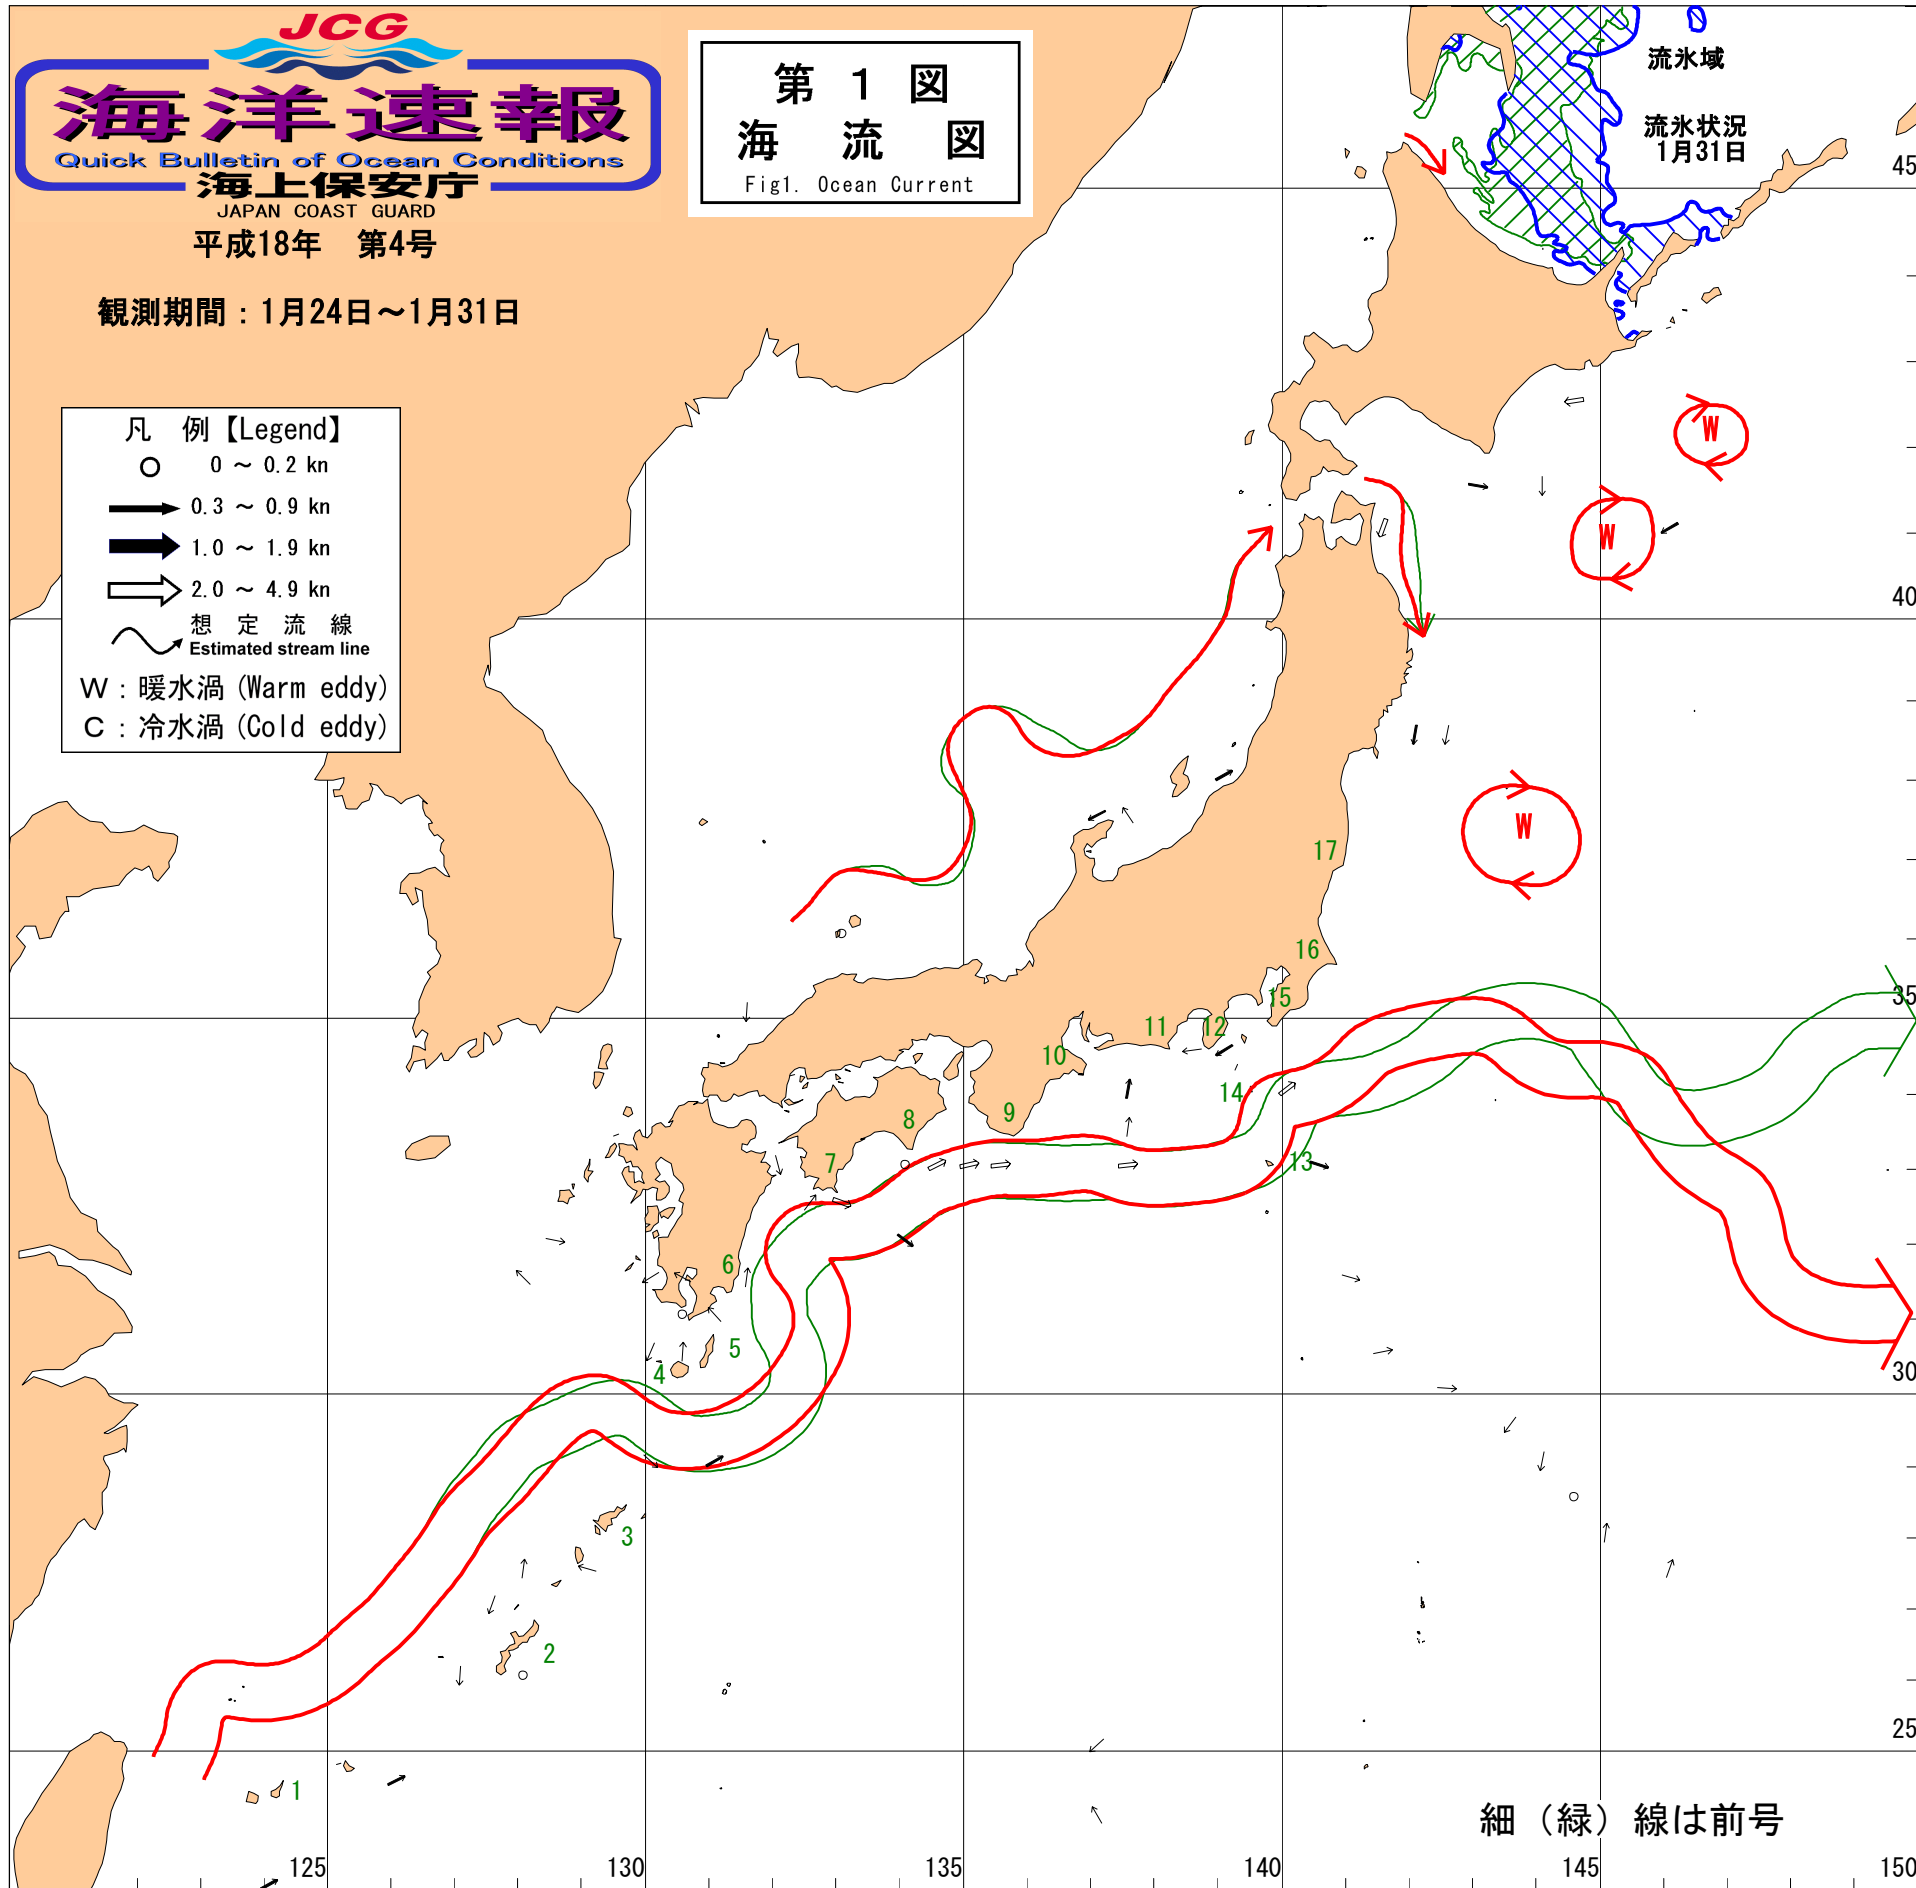 JCG
海洋速報
Quick Bulletin of Ocean Conditions
海上保安庁
JAPAN COAST GUARD
平成18年　第4号
観測期間：1月24日～1月31日
第 1 図
海 流 図
Fig1. Ocean Current
流氷域
流氷状況
1月31日
凡　例【Legend】
0 ～ 0.2 kn
0.3 ～ 0.9 kn
1.0 ～ 1.9 kn
2.0 ～ 4.9 kn
想 定 流 線
Estimated stream line
W：暖水渦(Warm eddy)
C：冷水渦(Cold eddy)
45
W
W
40
W
17
16
35
15
12
11
10
14
9
8
7
13
6
5
4
30
3
2
25
1
細（緑）線は前号
125
130
135
140
145
150